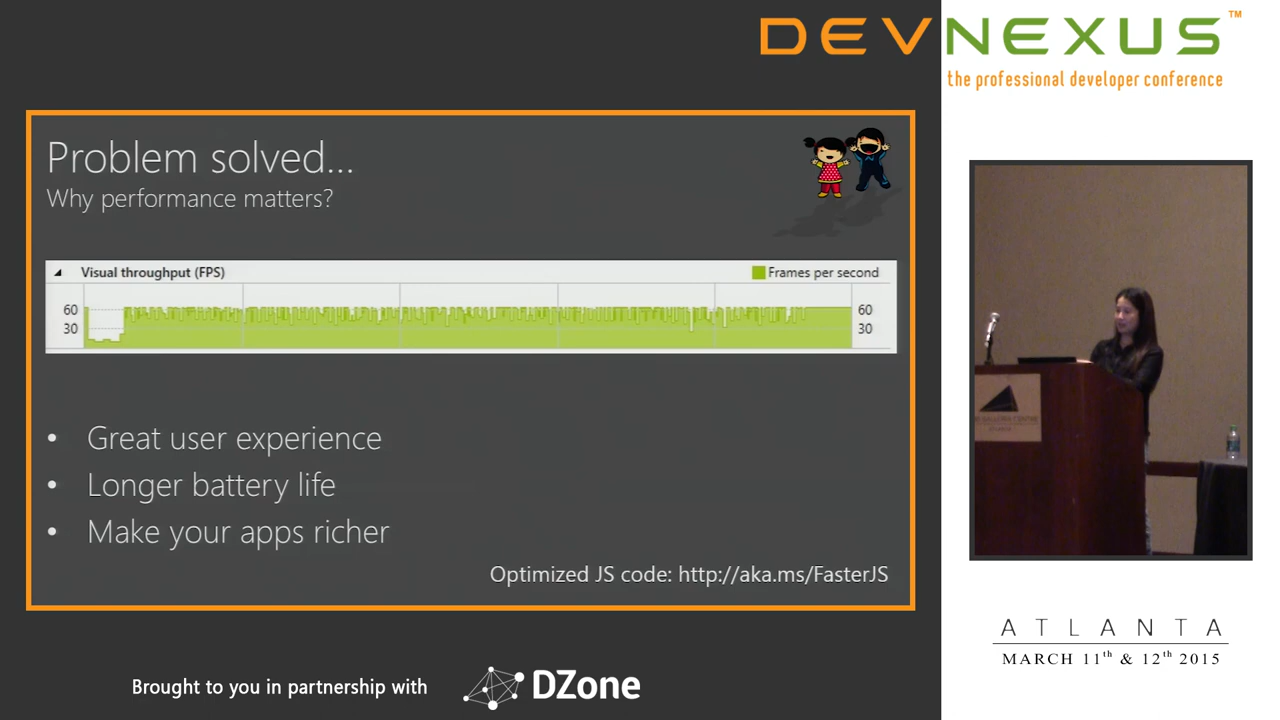 DEVNEXUS™
the professional developer conference
Problem solved...
Why performance matters?
Visual throughput (FPS)
Frames per second
60
30
60
30
• Great user experience
• Longer battery life
• Make your apps richer
Optimized JS code: http://aka.ms/FasterJS
ATLANTA
MARCH 11th & 12th 2015
Brought to you in partnership with
DZone